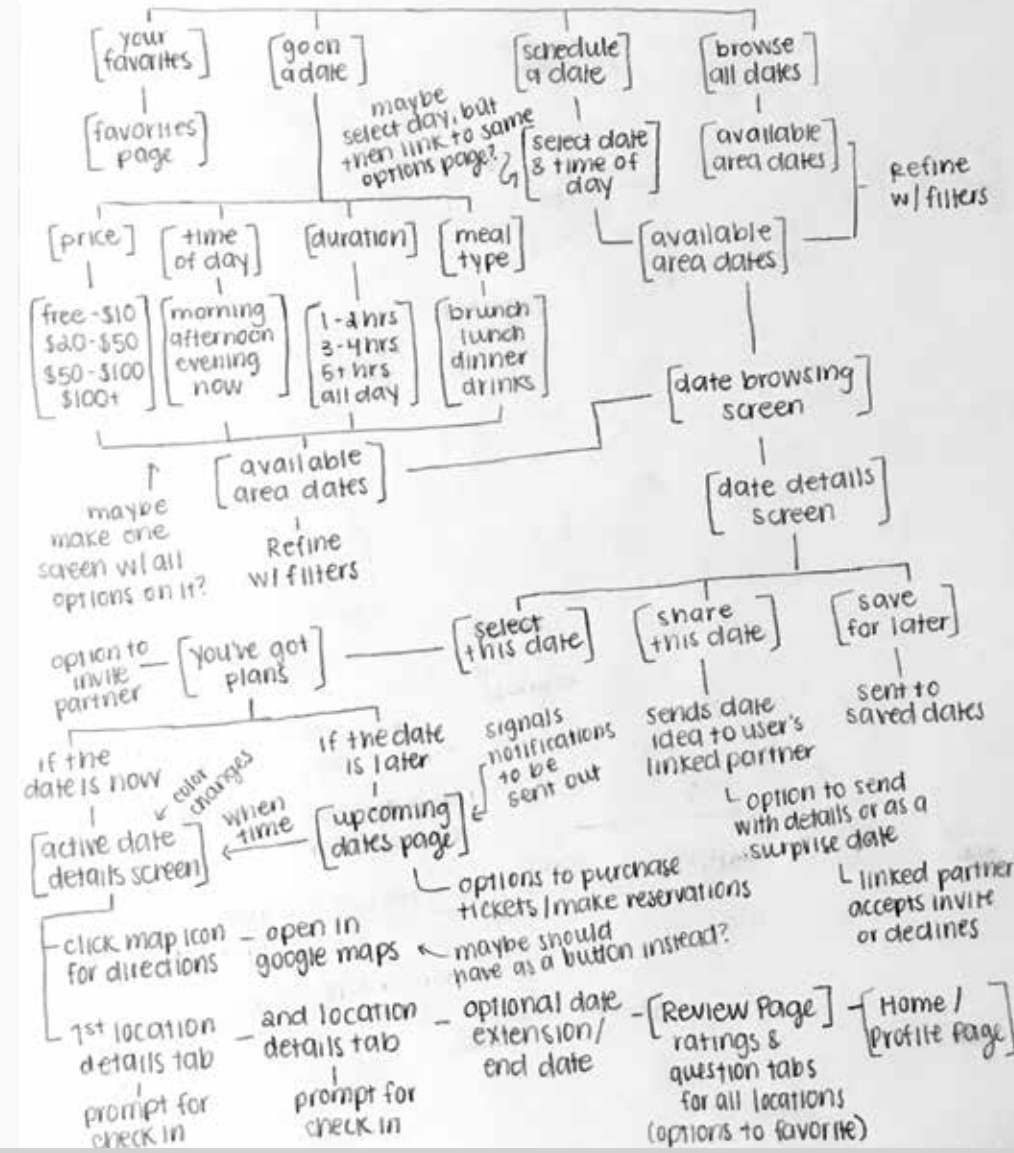 [your
favorites]
[go on
a date]
[schedule
a date]
[browse
all dates]
[favorites
page]
maybe
select day, but
then link to same
options page?
[select date
& time of
day]
[available
area dates]
Refine
w/filters
[price]
[time
of day]
[duration]
[meal
type]
[available
area dates]
[free-$10
$20-$50
$50-$100
$100+]
[morning
afternoon
evening
now]
[1-2hrs
3-4hrs
5+ hrs
all day]
[brunch
lunch
dinner
drinks]
[date browsing
screen]
[available
area dates]
maybe
make one
screen w/all
options on it?
Refine
w/filters
[date details
screen]
option to
invite
partner
[you've got
plans]
[select
this date]
[share
this date]
[save
for later]
if the
date is now
color
changes
if the date
is later
signals
notifications
to be
sent out
sends date
idea to user's
linked partner
sent to
saved dates
option to send
with details or as a
surprise date
[active date
details screen]
when
time
[upcoming
dates page]
options to purchase
tickets/make reservations
linked partner
accepts invite
or declines
click map icon
for directions
open in
google maps
maybe should
have as a button instead?
1st location
details tab
2nd location
details tab
optional date
extension/
end date
[Review Page]
ratings &
question tabs
for all locations
(options to favorite)
[Home/
Profile Page]
prompt for
check in
prompt for
check in